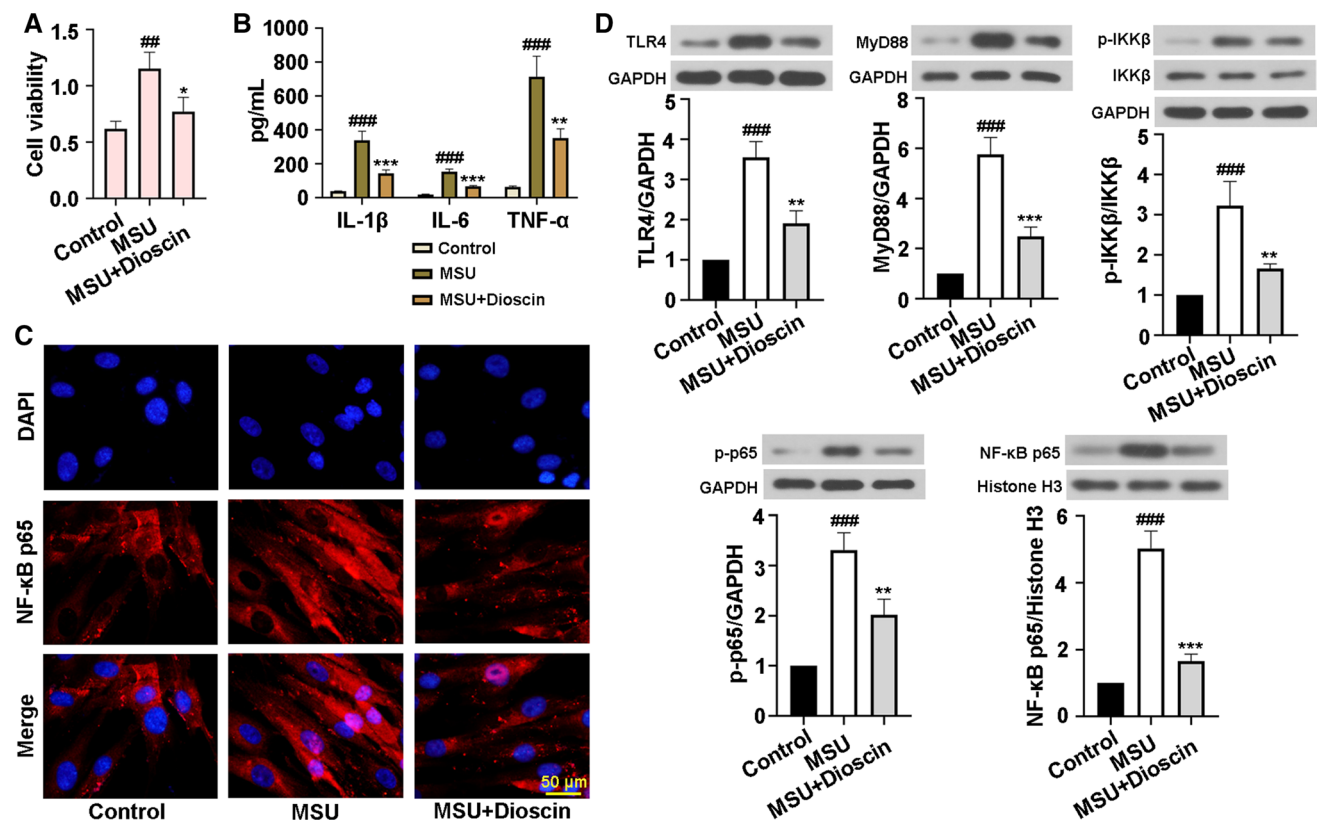 A
Cell viability
1.5
1.0
0.5
0.0
##
*
Control
MSU
MSU+Dioscin
B
pg/mL
1000
800
600
400
200
0
###
***
###
***
###
**
IL-1β
IL-6
TNF-α
Control
MSU
MSU+Dioscin
C
DAPI
NF-κB p65
Merge
50 μm
Control
MSU
MSU+Dioscin
D
TLR4
GAPDH
TLR4/GAPDH
5
4
3
2
1
0
###
**
Control
MSU
MSU+Dioscin
MyD88
GAPDH
MyD88/GAPDH
8
6
4
2
0
###
***
Control
MSU
MSU+Dioscin
p-IKKβ
IKKβ
GAPDH
p-IKKβ/IKKβ
5
4
3
2
1
0
###
**
Control
MSU
MSU+Dioscin
p-p65
GAPDH
p-p65/GAPDH
4
3
2
1
0
###
**
Control
MSU
MSU+Dioscin
NF-κB p65
Histone H3
NF-κB p65/Histone H3
6
4
2
0
###
***
Control
MSU
MSU+Dioscin